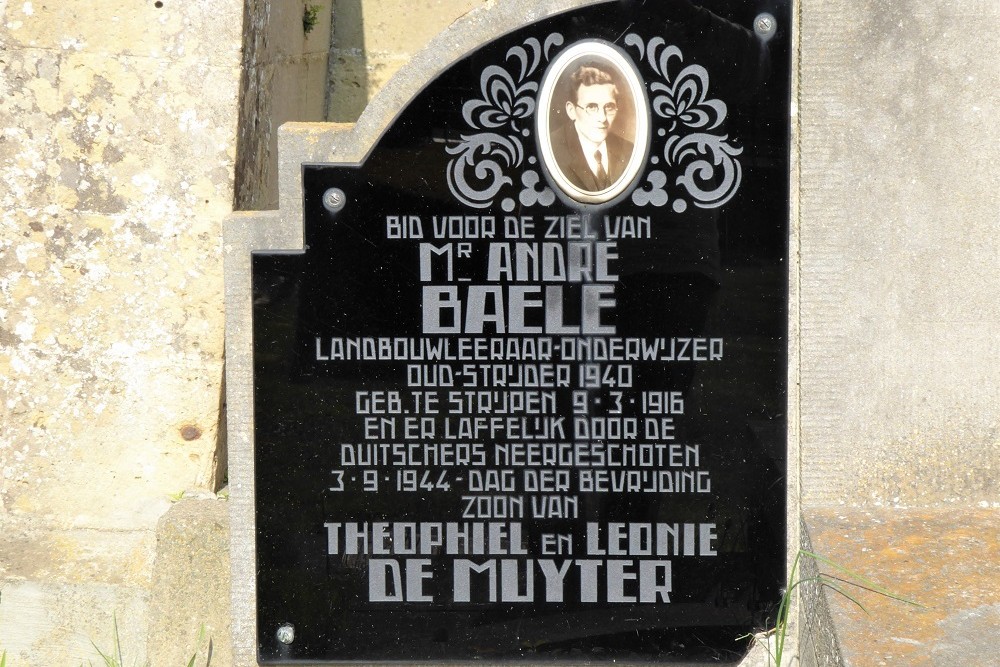 BID VOOR DE ZIEL VAN
MR ANDRÉ
BAELE
LANDBOUWLEERAAR-ONDERWIJZER
OUD-STRIJDER 1940
GEB. TE STRIJPEN 9·3·1916
EN ER LAFFELIJK DOOR DE
DUITSCHERS NEERGESCHOTEN
3·9·1944-DAG DER BEVRIJDING
ZOON VAN
THEOPHIEL EN LEONIE
DE MUYTER